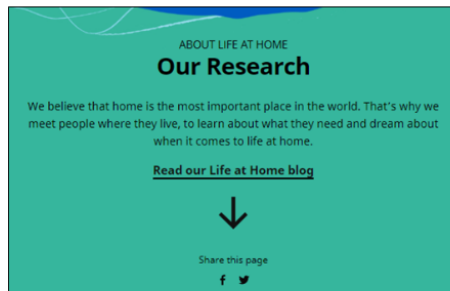 ABOUT LIFE AT HOME
Our Research
We believe that home is the most important place in the world. That's why we
meet people where they live, to learn about what they need and dream about
when it comes to life at home.
Read our Life at Home blog
Share this page